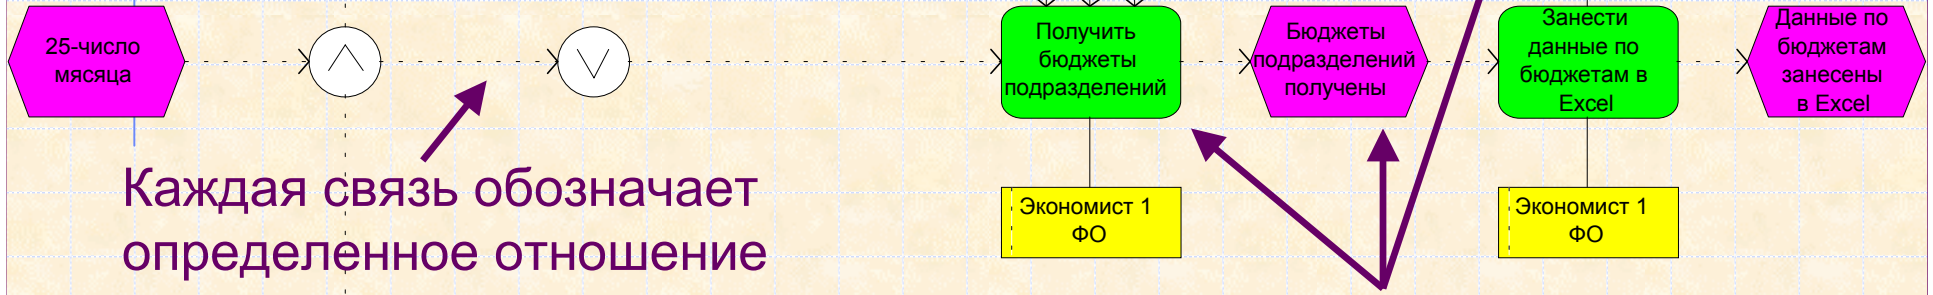 25-число
мясяца
Получить
бюджеты
подразделений
Бюджеты
подразделений
получены
Занести
данные по
бюджетам в
Excel
Данные по
бюджетам
занесены
в Excel
Каждая связь обозначает
определенное отношение
Экономист 1
ФО
Экономист 1
ФО